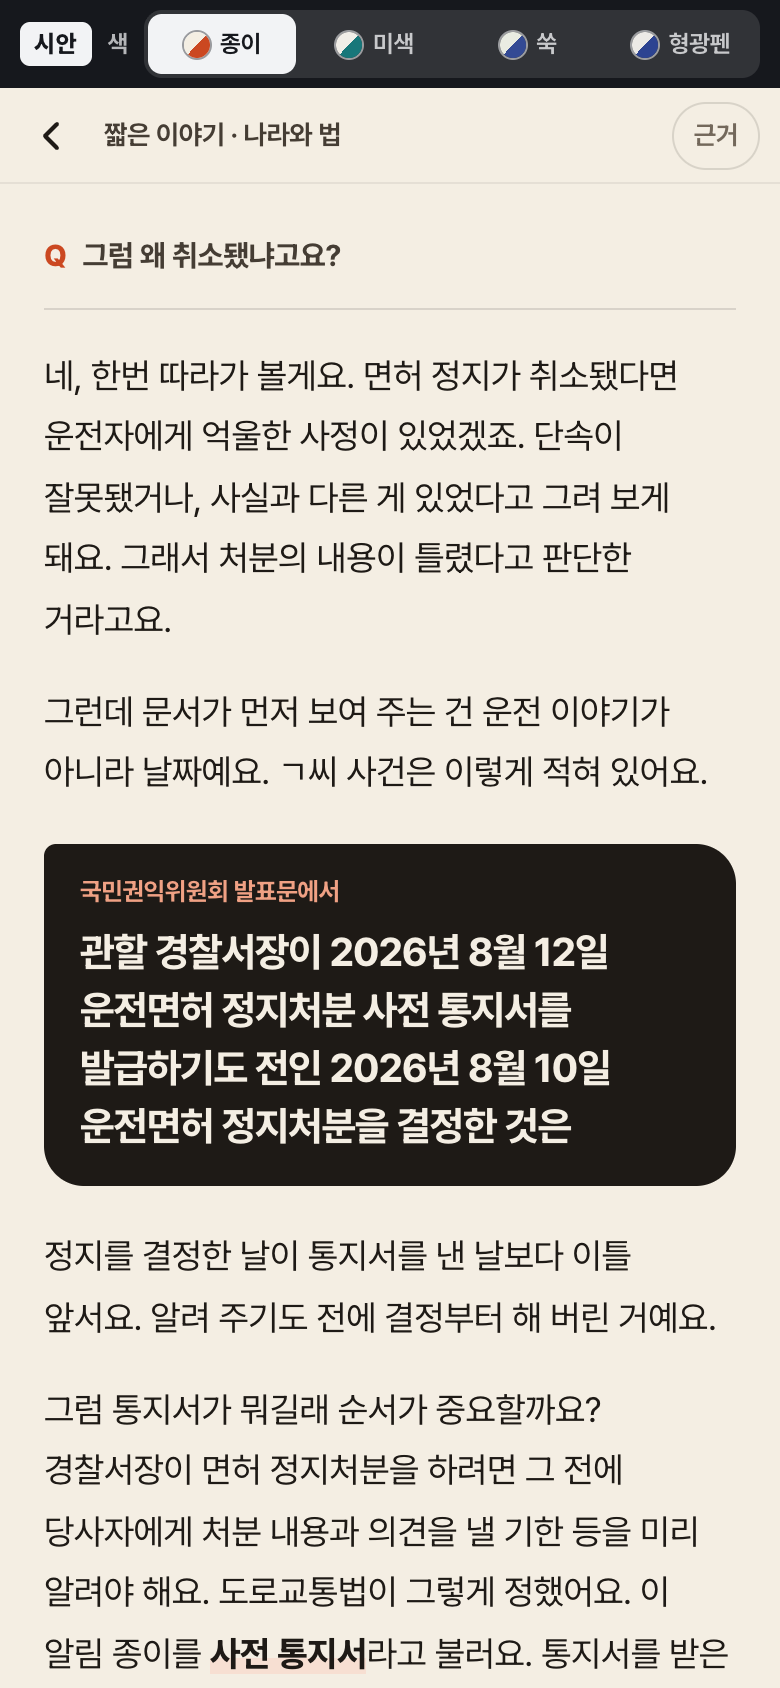 시안 색 종이 미색 쑥 형광펜
짧은 이야기 · 나라와 법 근거
Q 그럼 왜 취소됐냐고요?
네, 한번 따라가 볼게요. 면허 정지가 취소됐다면
운전자에게 억울한 사정이 있었겠죠. 단속이
잘못됐거나, 사실과 다른 게 있었다고 그려 보게
돼요. 그래서 처분의 내용이 틀렸다고 판단한
거라고요.
그런데 문서가 먼저 보여 주는 건 운전 이야기가
아니라 날짜예요. ㄱ씨 사건은 이렇게 적혀 있어요.
국민권익위원회 발표문에서
관할 경찰서장이 2026년 8월 12일
운전면허 정지처분 사전 통지서를
발급하기도 전인 2026년 8월 10일
운전면허 정지처분을 결정한 것은
정지를 결정한 날이 통지서를 낸 날보다 이틀
앞서요. 알려 주기도 전에 결정부터 해 버린 거예요.
그럼 통지서가 뭐길래 순서가 중요할까요?
경찰서장이 면허 정지처분을 하려면 그 전에
당사자에게 처분 내용과 의견을 낼 기한 등을 미리
알려야 해요. 도로교통법이 그렇게 정했어요. 이
알림 종이를 사전 통지서라고 불러요. 통지서를 받은